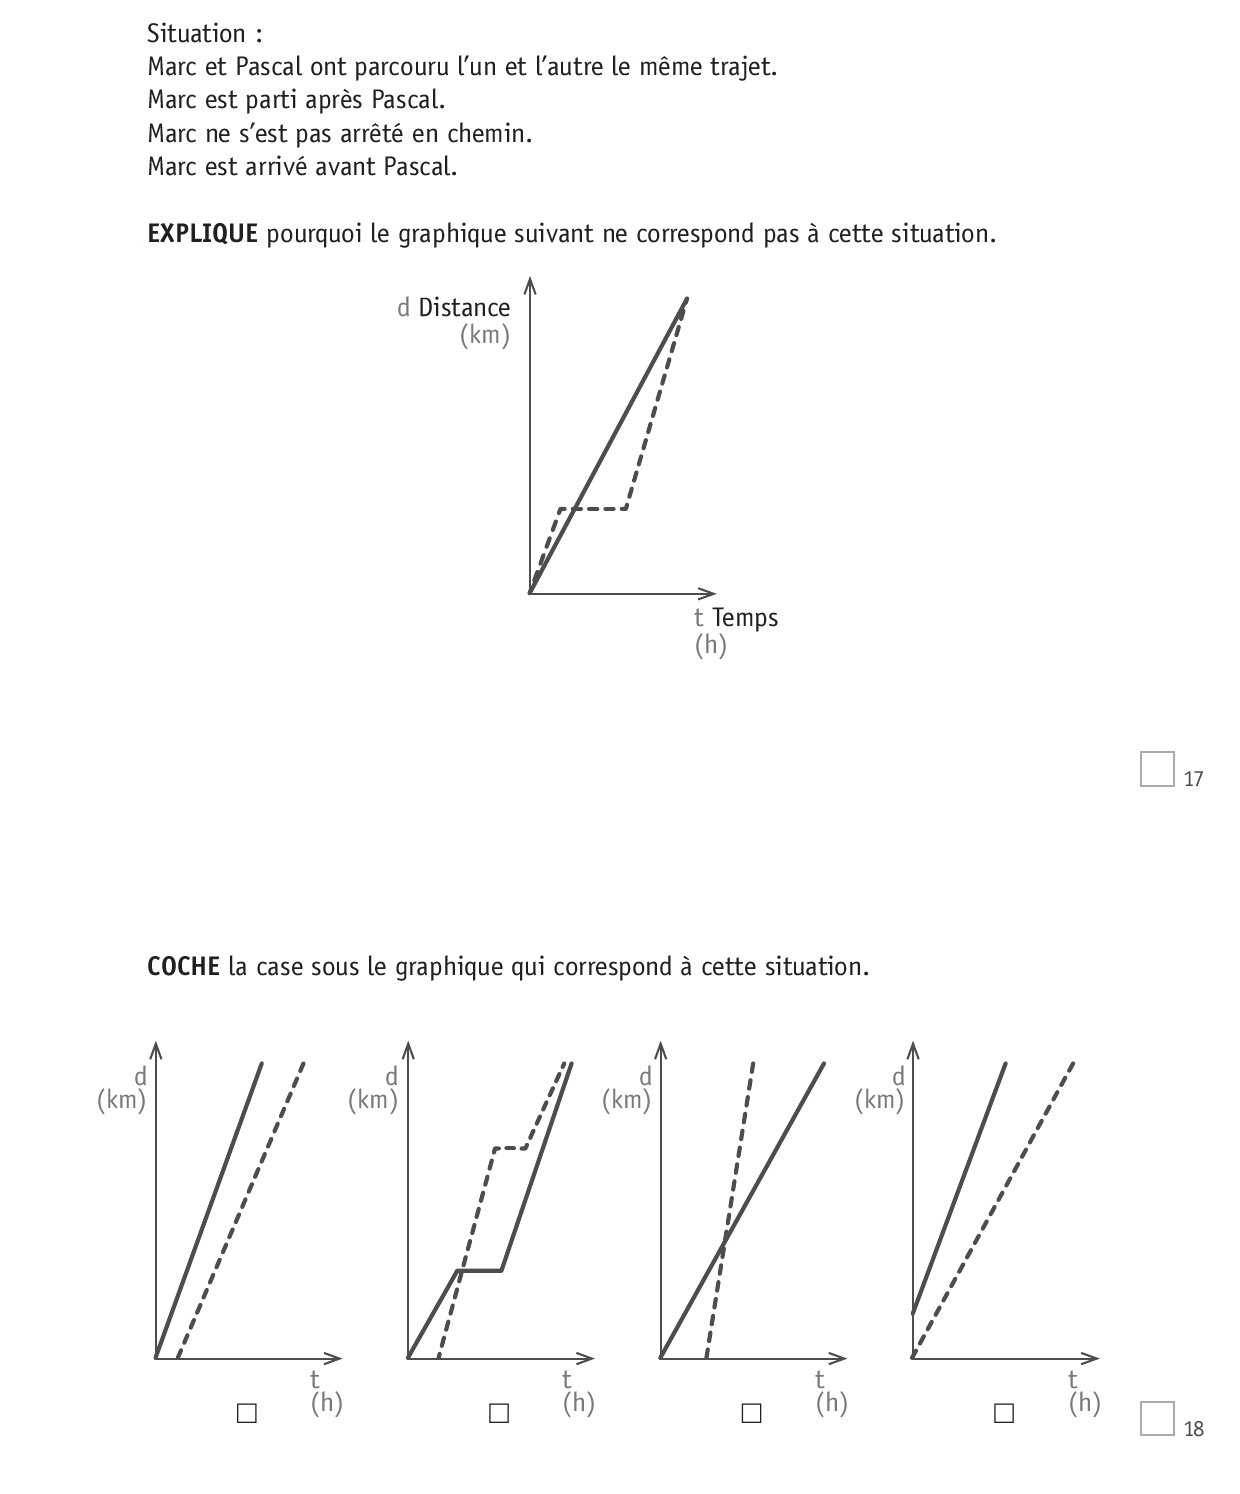 Situation :
Marc et Pascal ont parcouru l’un et l’autre le même trajet.
Marc est parti après Pascal.
Marc ne s’est pas arrêté en chemin.
Marc est arrivé avant Pascal.
EXPLIQUE pourquoi le graphique suivant ne correspond pas à cette situation.
d Distance
(km)
t Temps
(h)
17
COCHE la case sous le graphique qui correspond à cette situation.
d
(km)
t
(h)
d
(km)
t
(h)
d
(km)
t
(h)
d
(km)
t
(h)
18